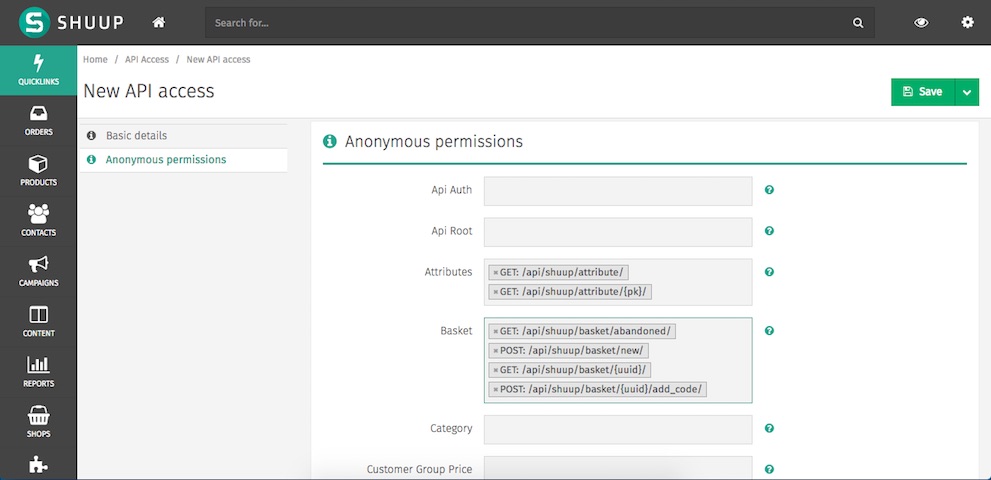 SHUUP
Search for...
QUICKLINKS
ORDERS
PRODUCTS
CONTACTS
CAMPAIGNS
CONTENT
REPORTS
SHOPS
Home / API Access / New API access
New API access
Save
Basic details
Anonymous permissions
Anonymous permissions
Api Auth
Api Root
Attributes
× GET: /api/shuup/attribute/
× GET: /api/shuup/attribute/{pk}/
Basket
× GET: /api/shuup/basket/abandoned/
× POST: /api/shuup/basket/new/
× GET: /api/shuup/basket/{uuid}/
× POST: /api/shuup/basket/{uuid}/add_code/
Category
Customer Group Price